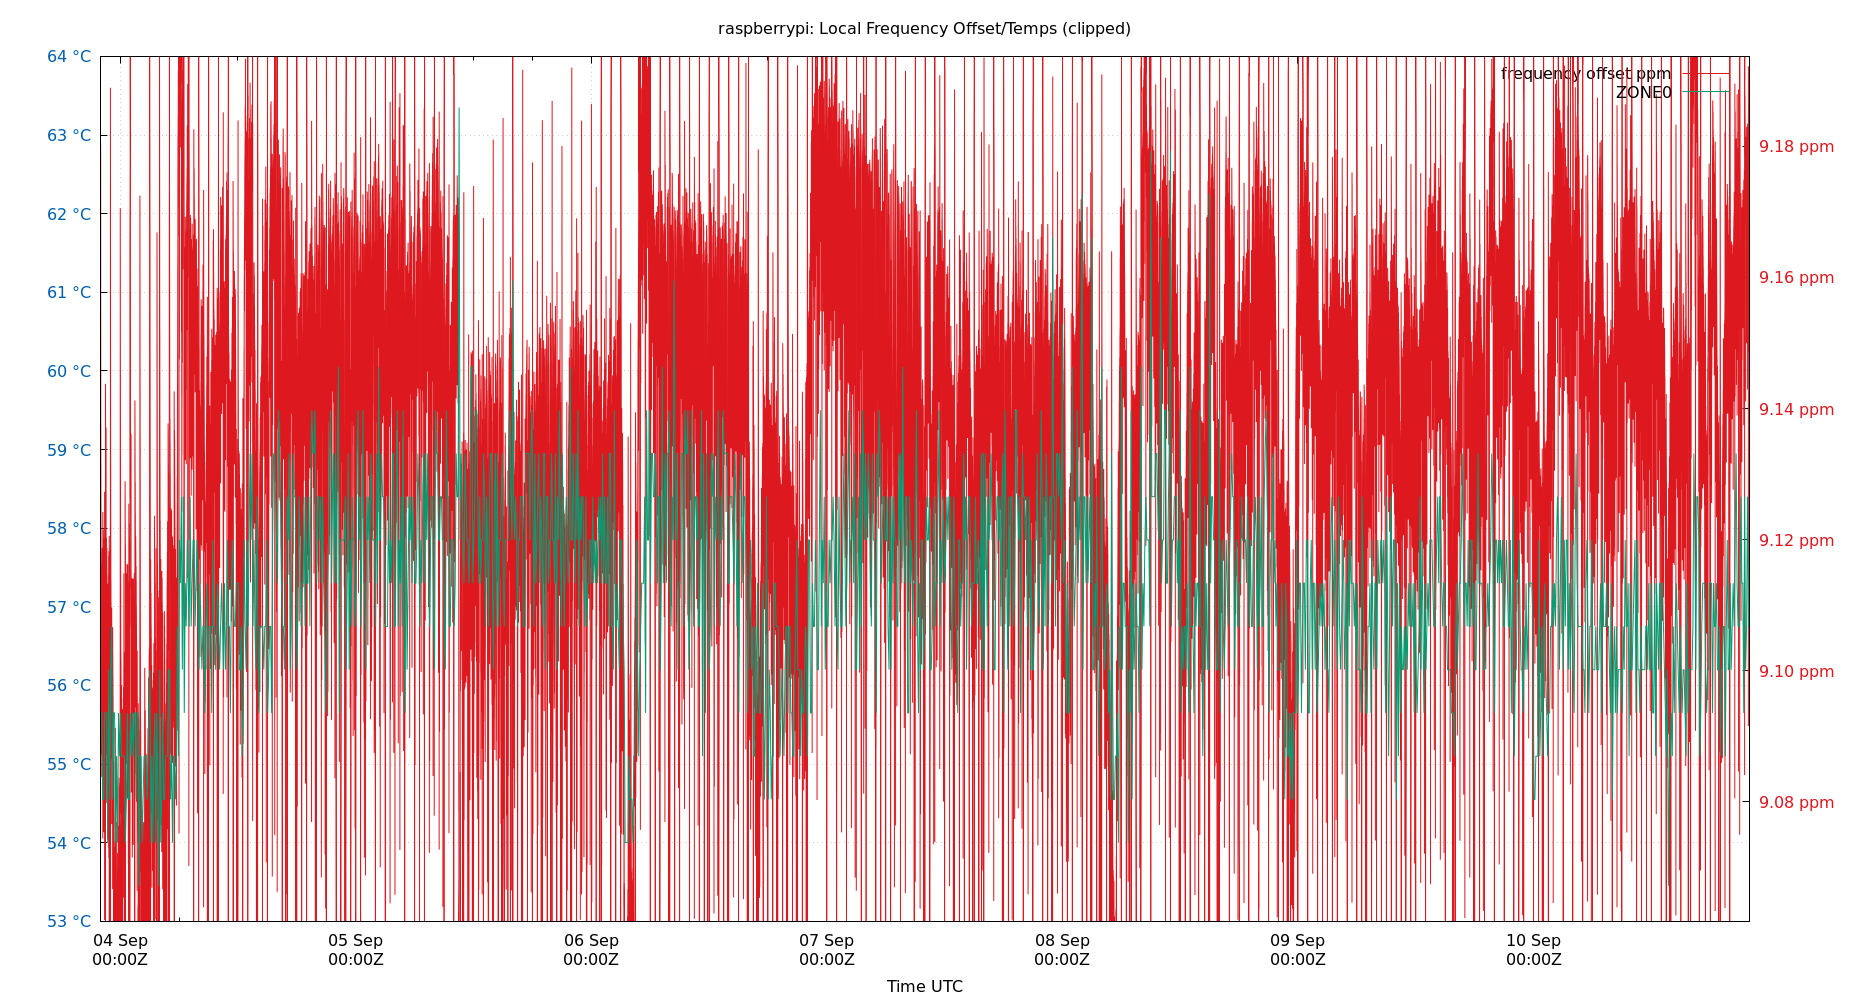 raspberrypi: Local Frequency Offset/Temps (clipped)
64 °C
63 °C
62 °C
61 °C
60 °C
59 °C
58 °C
57 °C
56 °C
55 °C
54 °C
53 °C
frequency offset ppm
ZONE0
9.18 ppm
9.16 ppm
9.14 ppm
9.12 ppm
9.10 ppm
9.08 ppm
04 Sep 05 Sep 06 Sep 07 Sep 08 Sep 09 Sep 10 Sep
00:00Z 00:00Z 00:00Z 00:00Z 00:00Z 00:00Z 00:00Z
Time UTC